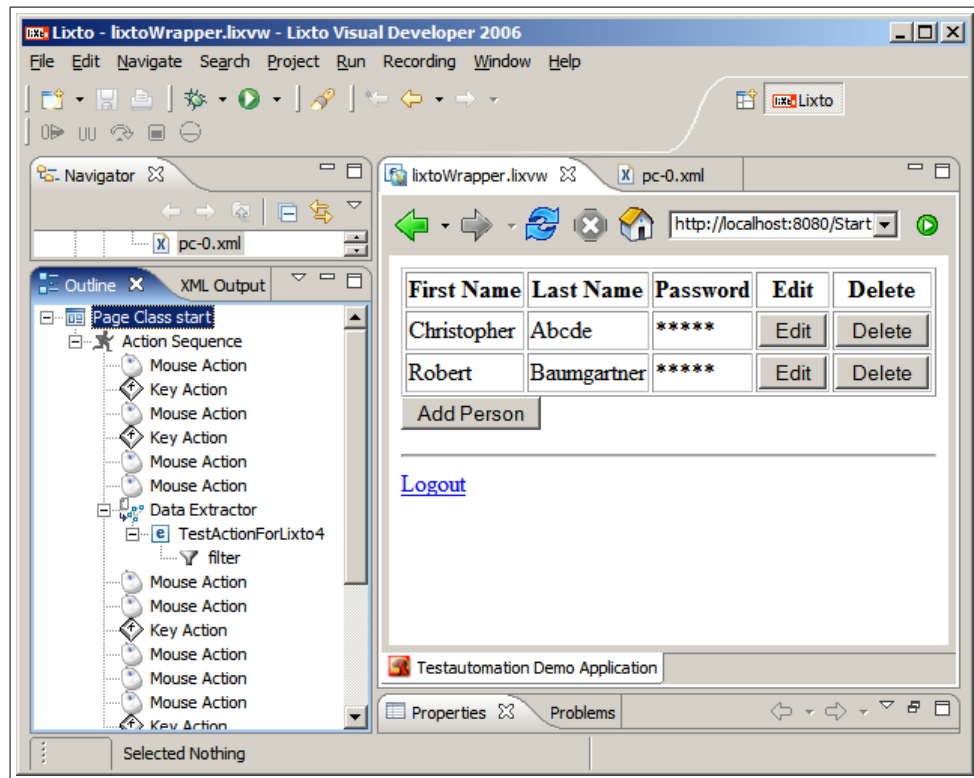 Lixto - lixtoWrapper.lixvw - Lixto Visual Developer 2006
File Edit Navigate Search Project Run Recording Window Help
Lixto
Navigator
pc-0.xml
Outline XML Output
Page Class start
Action Sequence
Mouse Action
Key Action
Mouse Action
Key Action
Mouse Action
Mouse Action
Data Extractor
TestActionForLixto4
filter
Mouse Action
Mouse Action
Key Action
Mouse Action
Mouse Action
Mouse Action
Key Action
lixtoWrapper.lixvw pc-0.xml
http://localhost:8080/Start
First Name Last Name Password Edit Delete
Christopher Abcde ***** Edit Delete
Robert Baumgartner ***** Edit Delete
Add Person
Logout
Testautomation Demo Application
Properties Problems
Selected Nothing